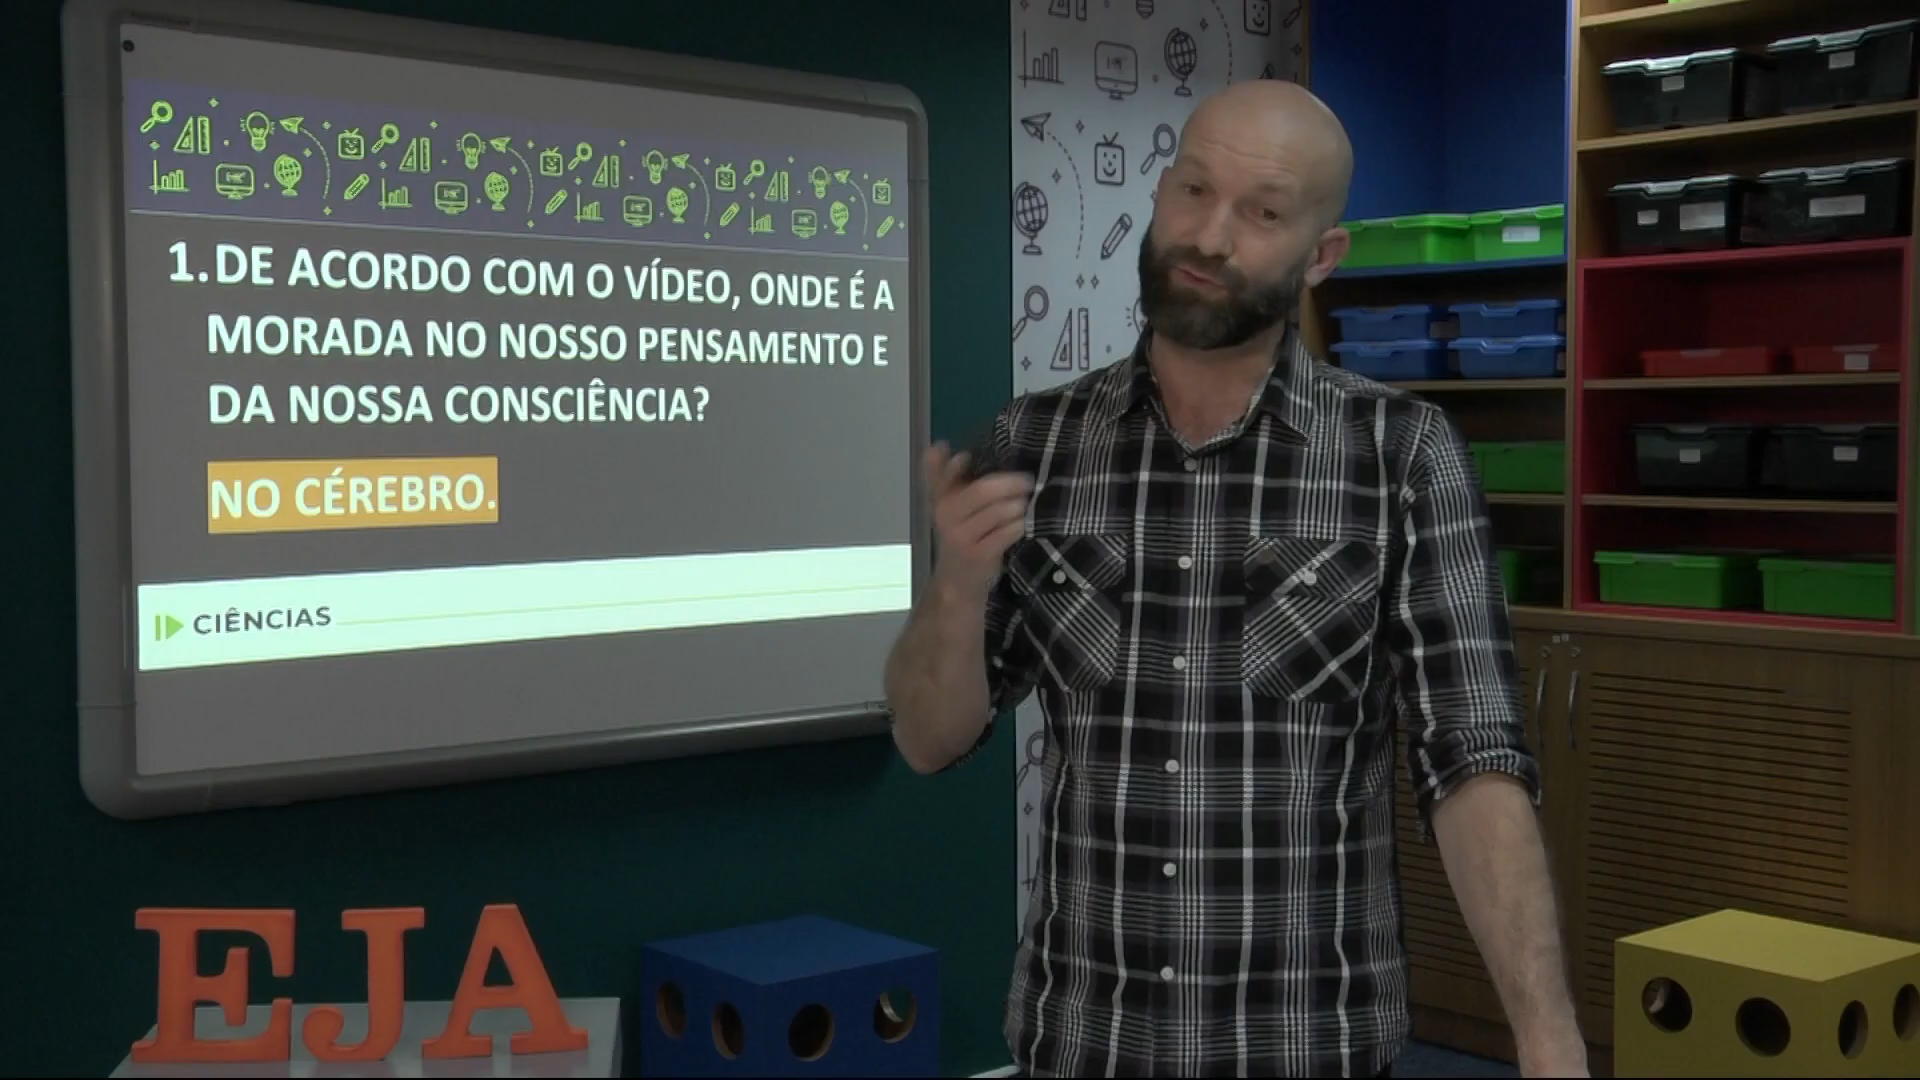 1. DE ACORDO COM O VÍDEO, ONDE É A
MORADA NO NOSSO PENSAMENTO E
DA NOSSA CONSCIÊNCIA?
NO CÉREBRO.
CIÊNCIAS
EJA